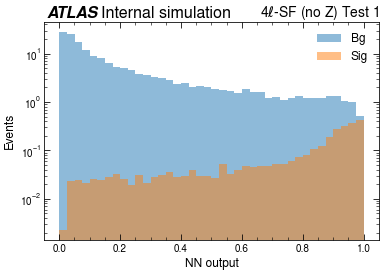 ATLAS Internal simulation 4ℓ-SF (no Z) Test 1
Bg
Sig
10¹
10⁰
10⁻¹
10⁻²
Events
0.0 0.2 0.4 0.6 0.8 1.0
NN output